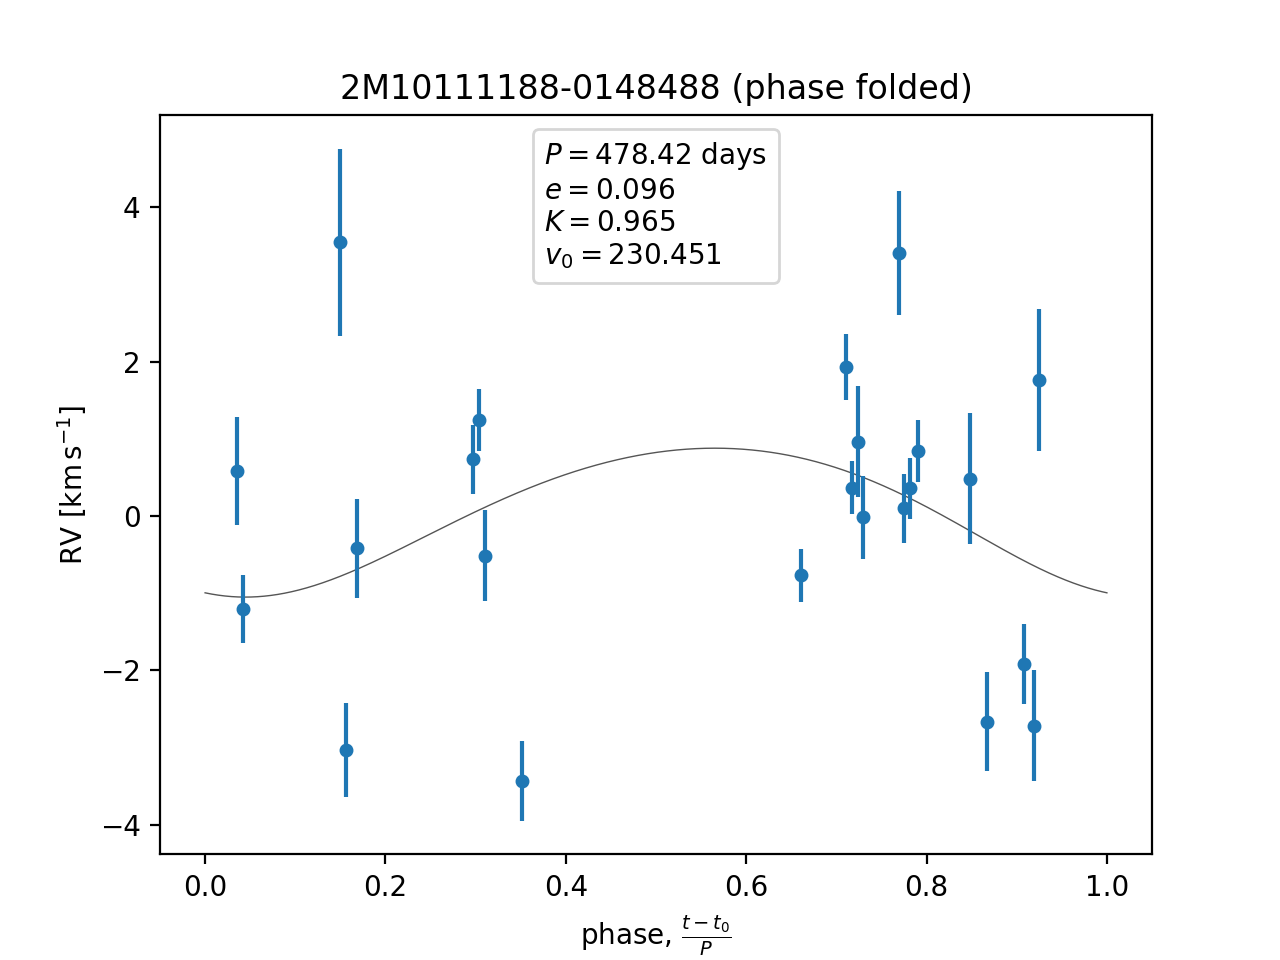 2M10111188-0148488 (phase folded)
P = 478.42 days
e = 0.096
K = 0.965
v₀ = 230.451
4
2
0
−2
−4
RV [km s⁻¹]
0.0 0.2 0.4 0.6 0.8 1.0
phase, (t − t₀)/P